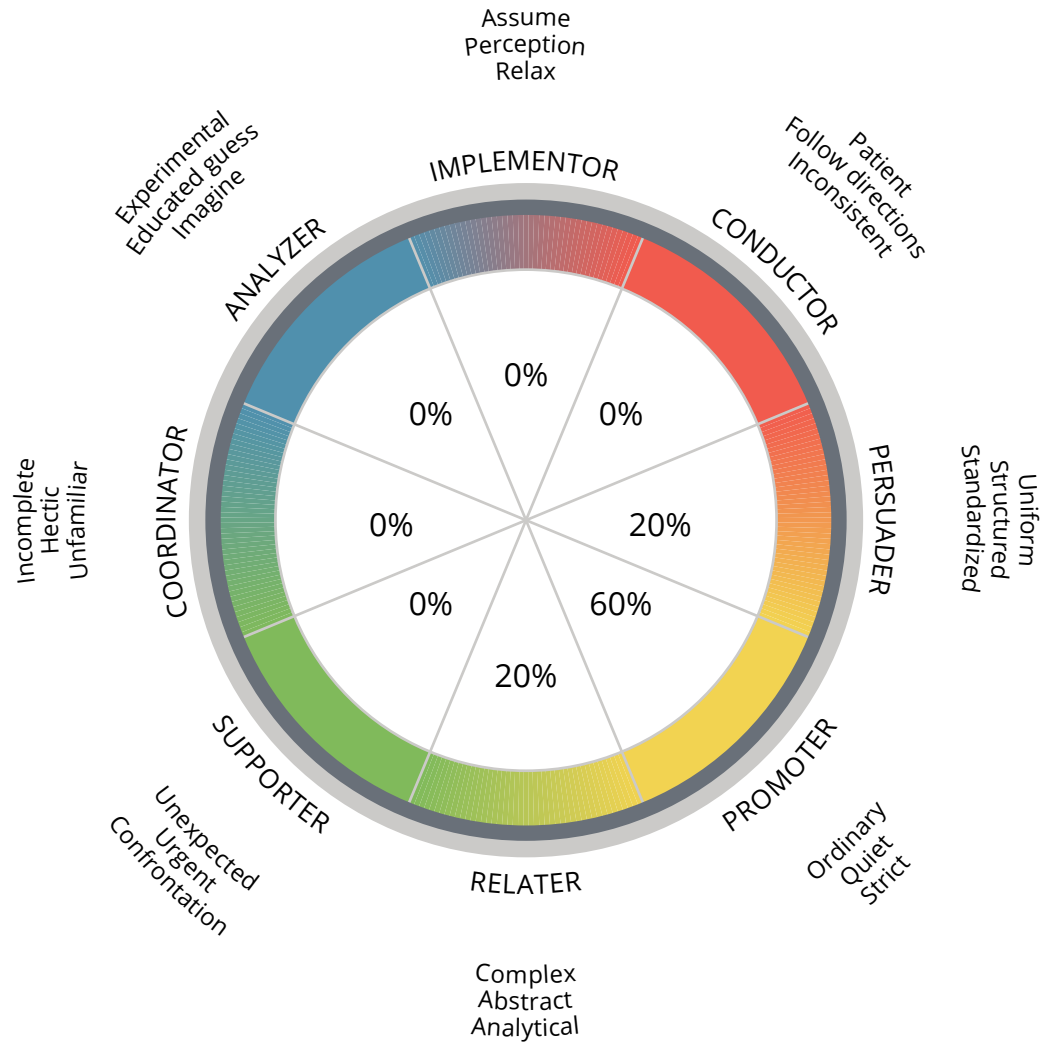 Assume
Perception
Relax
IMPLEMENTOR
0%
Patient
Follow directions
Inconsistent
CONDUCTOR
0%
Uniform
Structured
Standardized
PERSUADER
20%
Ordinary
Quiet
Strict
PROMOTER
60%
Complex
Abstract
Analytical
RELATER
20%
Unexpected
Urgent
Confrontation
SUPPORTER
0%
Incomplete
Hectic
Unfamiliar
COORDINATOR
0%
Experimental
Educated guess
Imagine
ANALYZER
0%